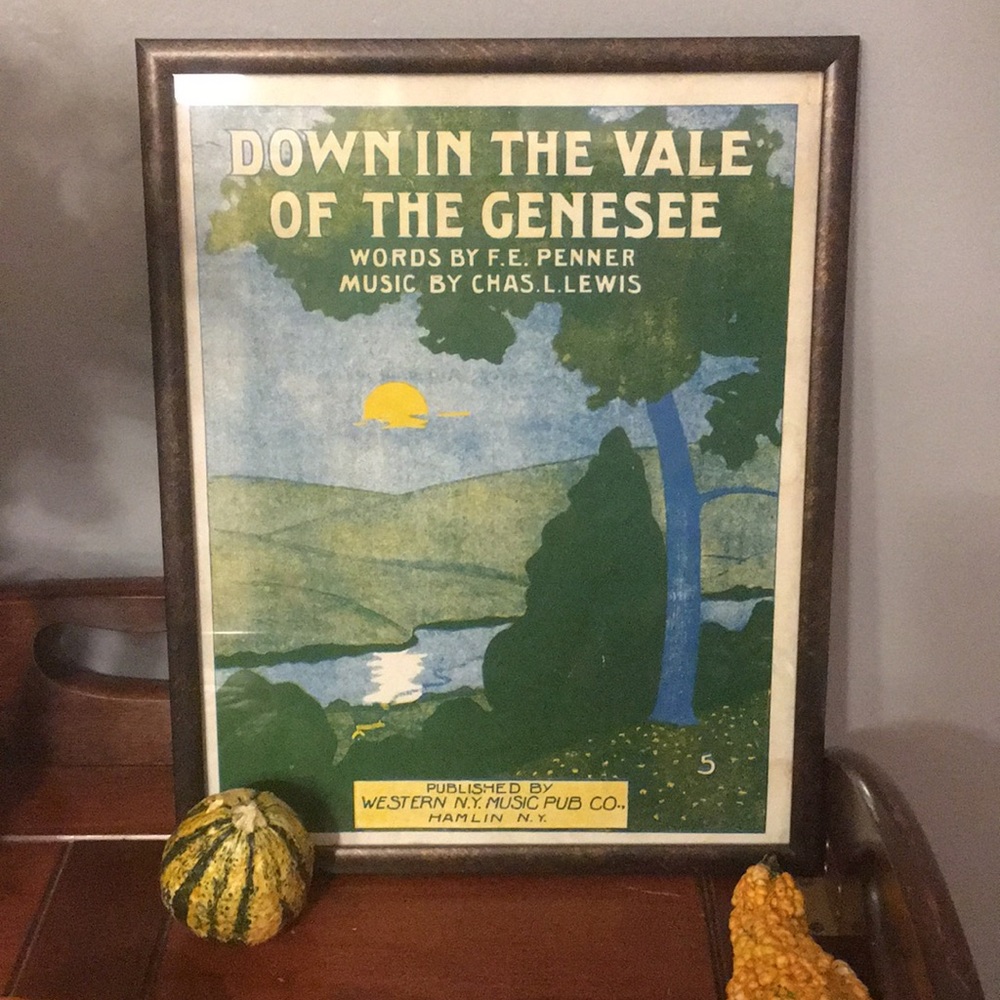 DOWN IN THE VALE
OF THE GENESEE
WORDS BY F.E. PENNER
MUSIC BY CHAS.L.LEWIS
5
PUBLISHED BY
WESTERN N.Y. MUSIC PUB CO.,
HAMLIN N.Y.